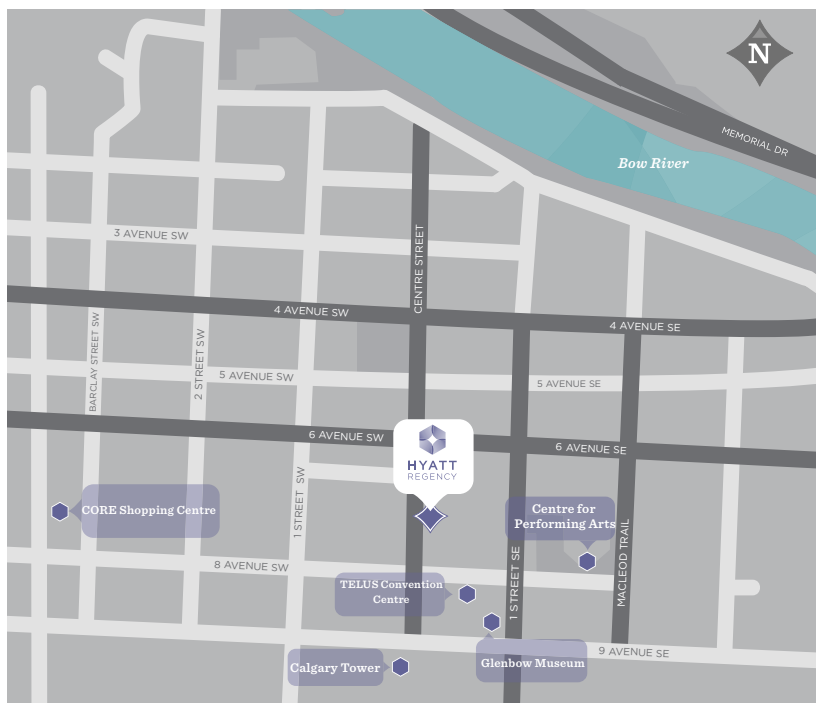 N
MEMORIAL DR
Bow River
3 AVENUE SW
CENTRE STREET
4 AVENUE SW
4 AVENUE SE
BARCLAY STREET SW
2 STREET SW
5 AVENUE SW
5 AVENUE SE
6 AVENUE SW
6 AVENUE SE
HYATT
REGENCY
1 STREET SW
CORE Shopping Centre
Centre for
Performing Arts
MACLEOD TRAIL
1 STREET SE
8 AVENUE SW
TELUS Convention
Centre
9 AVENUE SE
Calgary Tower
Glenbow Museum